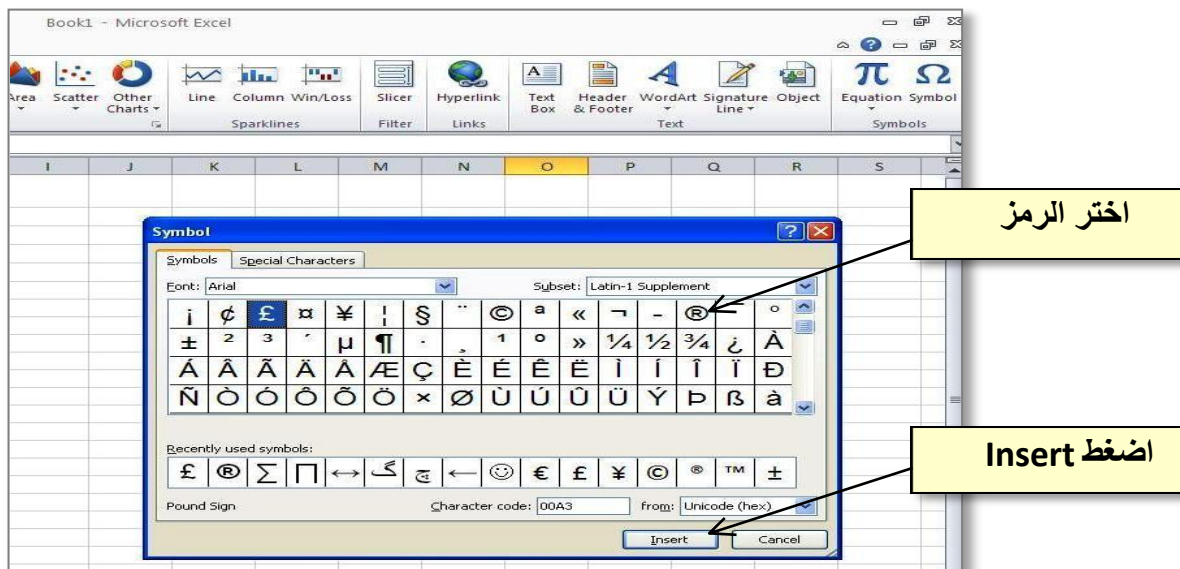 Book1 - Microsoft Excel
Area Scatter Other Charts Line Column Win/Loss Slicer Hyperlink Text Box Header & Footer WordArt Signature Line Object Equation Symbol
Sparklines Filter Links Text Symbols
I J K L M N O P Q R S
اختر الرمز
Symbol
Symbols Special Characters
Font: Arial Subset: Latin-1 Supplement
¡ ¢ £ ¤ ¥ ¦ § ¨ © ª « ¬ - ® ¯ °
± ² ³ ´ µ ¶ · ¸ ¹ º » ¼ ½ ¾ ¿ À
Á Â Ã Ä Å Æ Ç È É Ê Ë Ì Í Î Ï Ð
Ñ Ò Ó Ô Õ Ö × Ø Ù Ú Û Ü Ý Þ ß à
Recently used symbols:
£ ® ∑ ∏ ↔ گ چ ← ☺ € £ ¥ © ® ™ ±
اضغط Insert
Pound Sign Character code: 00A3 from: Unicode (hex)
Insert Cancel